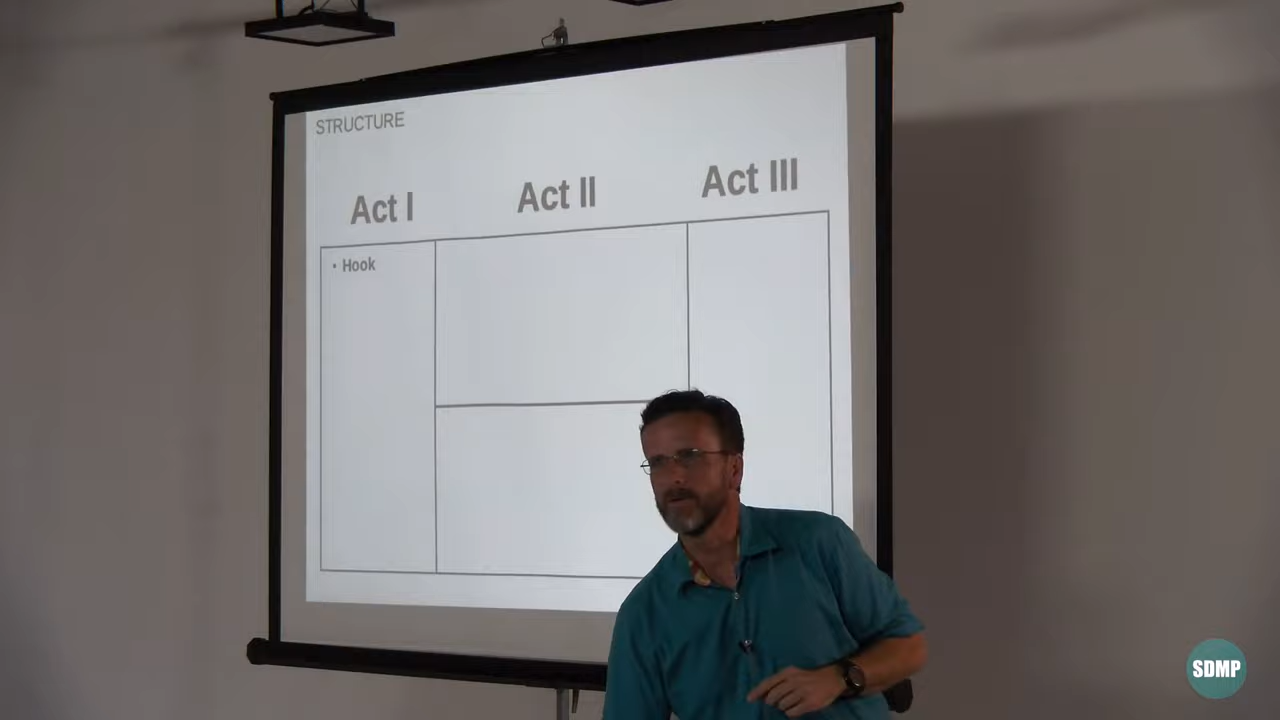 STRUCTURE
Act I
Act II
Act III
• Hook
SDMP